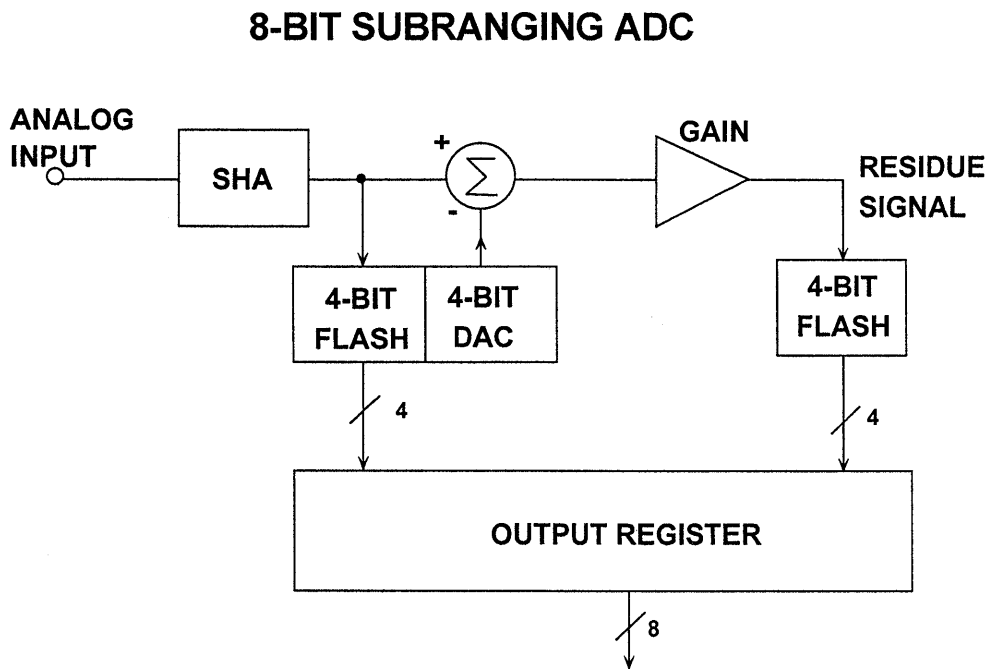 8-BIT SUBRANGING ADC
ANALOG
INPUT
SHA
+
-
Σ
GAIN
RESIDUE
SIGNAL
4-BIT
FLASH
4-BIT
DAC
4-BIT
FLASH
4
4
OUTPUT REGISTER
8